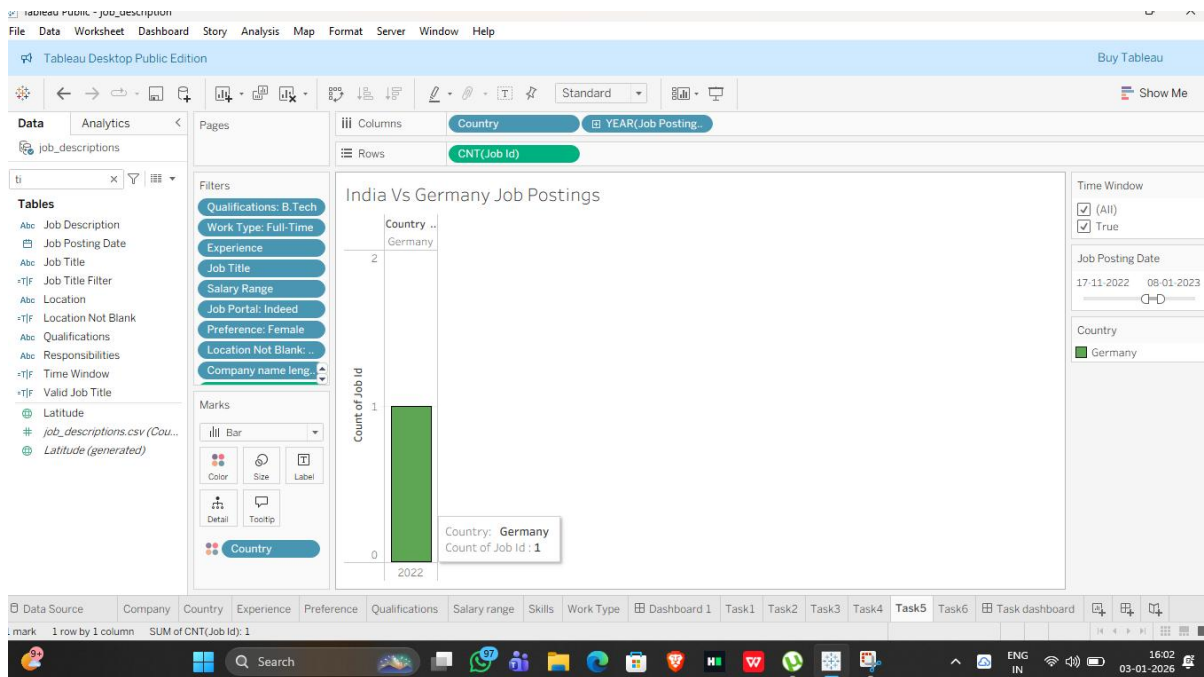 Tableau Public - job_description
File Data Worksheet Dashboard Story Analysis Map Format Server Window Help
Tableau Desktop Public Edition
Buy Tableau
Standard
Show Me
Data Analytics
job_descriptions
ti
Tables
Abc Job Description
Job Posting Date
Abc Job Title
=T|F Job Title Filter
Abc Location
=T|F Location Not Blank
Abc Qualifications
Abc Responsibilities
=T|F Time Window
=T|F Valid Job Title
Latitude
# job_descriptions.csv (Cou...
Latitude (generated)
Pages
Filters
Qualifications: B.Tech
Work Type: Full-Time
Experience
Job Title
Salary Range
Job Portal: Indeed
Preference: Female
Location Not Blank: ..
Company name leng..
Marks
Bar
Color Size Label
Detail Tooltip
Country
Columns Country YEAR(Job Posting..
Rows CNT(Job Id)
India Vs Germany Job Postings
Country ..
Germany
2
1
0
Count of Job Id
2022
Country: Germany
Count of Job Id : 1
Time Window
(All)
True
Job Posting Date
17-11-2022 08-01-2023
Country
Germany
Data Source Company Country Experience Preference Qualifications Salary range Skills Work Type Dashboard 1 Task1 Task2 Task3 Task4 Task5 Task6 Task dashboard
mark 1 row by 1 column SUM of CNT(Job Id): 1
9+
Search
97
ENG
IN
16:02
03-01-2026